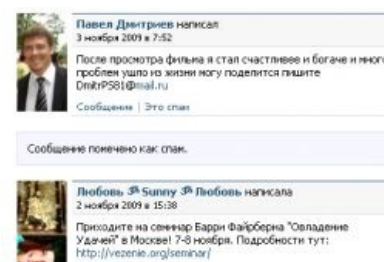 Павел Дмитриев написал
3 ноября 2009 в 7:52
После просмотра фильма я стал счастливее и богаче и много
проблем ушло из жизни могу поделится пишите
DmitrP581@mail.ru
Сообщение | Это спам
Сообщение помечено как спам.
Любовь ૐ Sunny ૐ Любовь написала
2 ноября 2009 в 15:38
Приходите на семинар Барри Файрберна "Овладение
Удачей" в Москве! 7-8 ноября. Подробности тут:
http://vezenie.org/seminar/